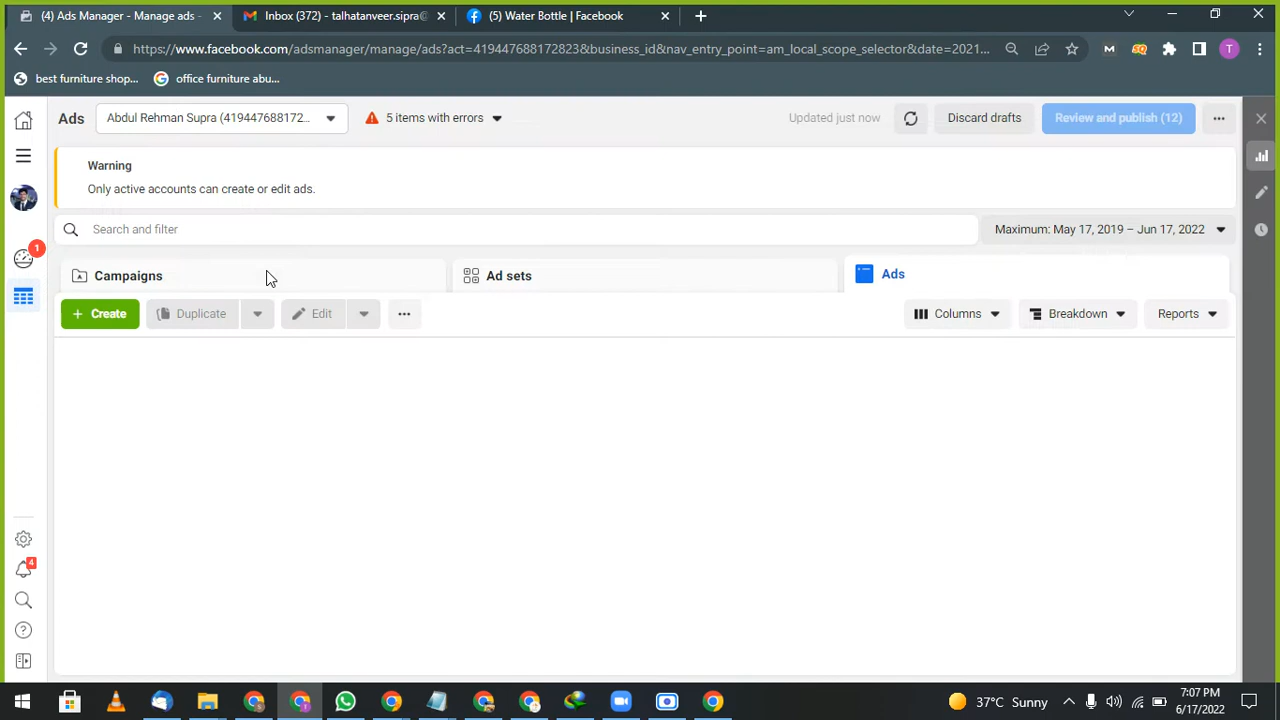 (4) Ads Manager - Manage ads -
Inbox (372) - talhatanveer.sipra@
(5) Water Bottle | Facebook
https://www.facebook.com/adsmanager/manage/ads?act=419447688172823&business_id&nav_entry_point=am_local_scope_selector&date=2021...
M
SQ
T
best furniture shop...
office furniture abu...
Ads
Abdul Rehman Supra (419447688172...
5 items with errors
Updated just now
Discard drafts
Review and publish (12)
Warning
Only active accounts can create or edit ads.
Search and filter
Maximum: May 17, 2019 – Jun 17, 2022
1
Campaigns
Ad sets
Ads
+ Create
Duplicate
Edit
Columns
Breakdown
Reports
4
37°C Sunny
7:07 PM
6/17/2022